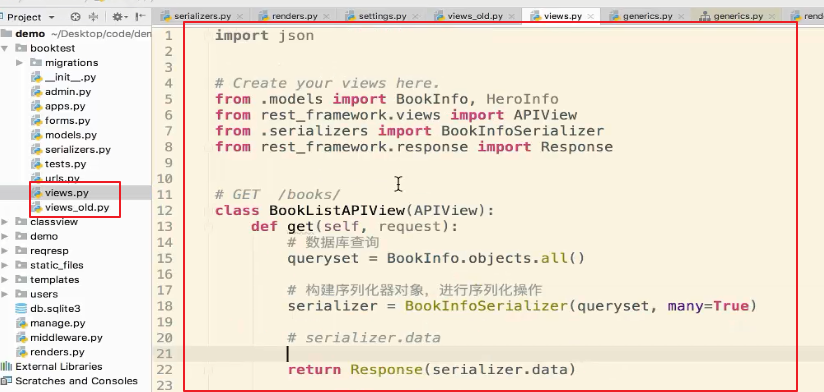 Project
serializers.py
renders.py
settings.py
views_old.py
views.py
generics.py
generics.py
demo ~/Desktop/code/den
booktest
migrations
__init__.py
admin.py
apps.py
forms.py
models.py
serializers.py
tests.py
urls.py
views.py
views_old.py
classview
demo
reqresp
static_files
templates
users
db.sqlite3
manage.py
middleware.py
renders.py
External Libraries
Scratches and Consoles
1 import json
2
3
4 # Create your views here.
5 from .models import BookInfo, HeroInfo
6 from rest_framework.views import APIView
7 from .serializers import BookInfoSerializer
8 from rest_framework.response import Response
9
10
11 # GET /books/
12 class BookListAPIView(APIView):
13 def get(self, request):
14 # 数据库查询
15 queryset = BookInfo.objects.all()
16
17 # 构建序列化器对象，进行序列化操作
18 serializer = BookInfoSerializer(queryset, many=True)
19
20 # serializer.data
21
22 return Response(serializer.data)
23